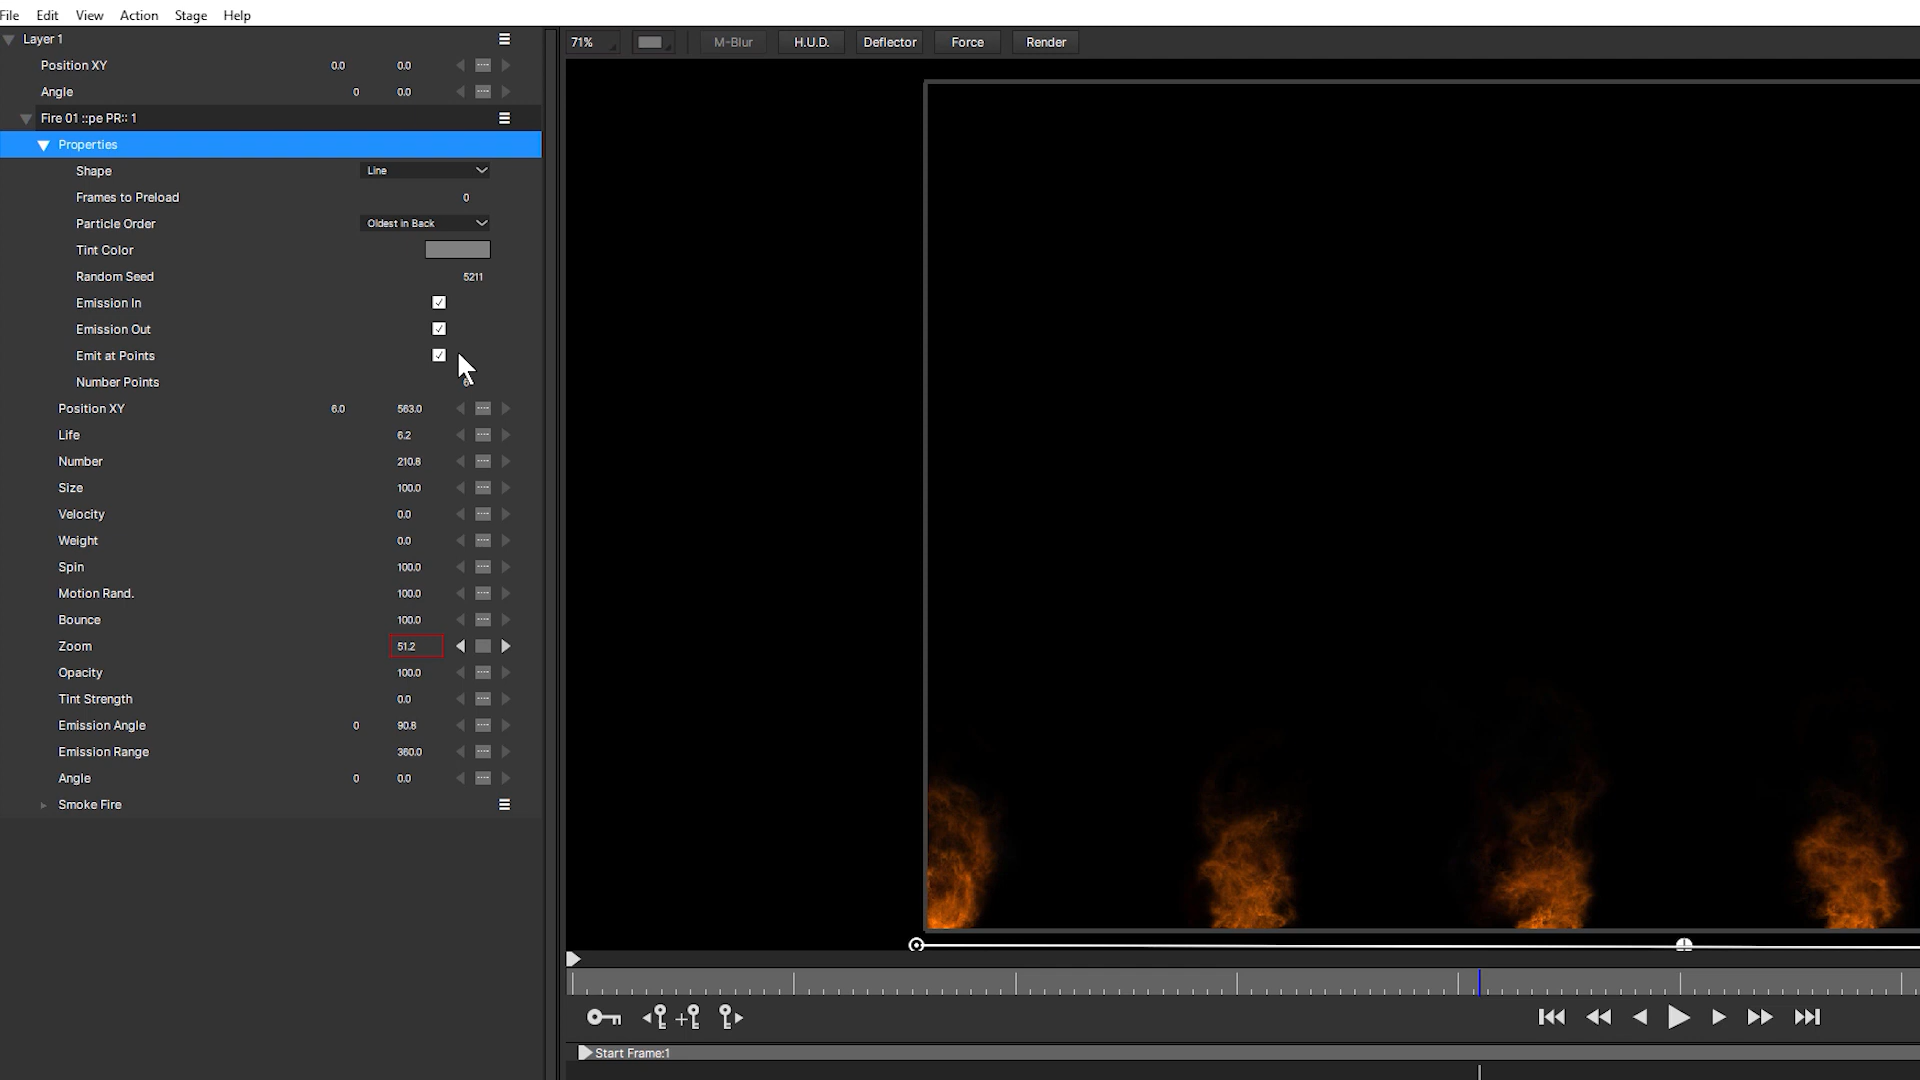 File Edit View Action Stage Help
Layer 1
71% M-Blur H.U.D. Deflector Force Render
Position XY 0.0 0.0
Angle 0 0.0
Fire 01 ::pe PR:: 1
Properties
Shape Line
Frames to Preload 0
Particle Order Oldest in Back
Tint Color
Random Seed 5211
Emission In
Emission Out
Emit at Points
Number Points
Position XY 6.0 563.0
Life 6.2
Number 210.8
Size 100.0
Velocity 0.0
Weight 0.0
Spin 100.0
Motion Rand. 100.0
Bounce 100.0
Zoom 51.2
Opacity 100.0
Tint Strength 0.0
Emission Angle 0 90.8
Emission Range 360.0
Angle 0 0.0
Smoke Fire
Start Frame:1